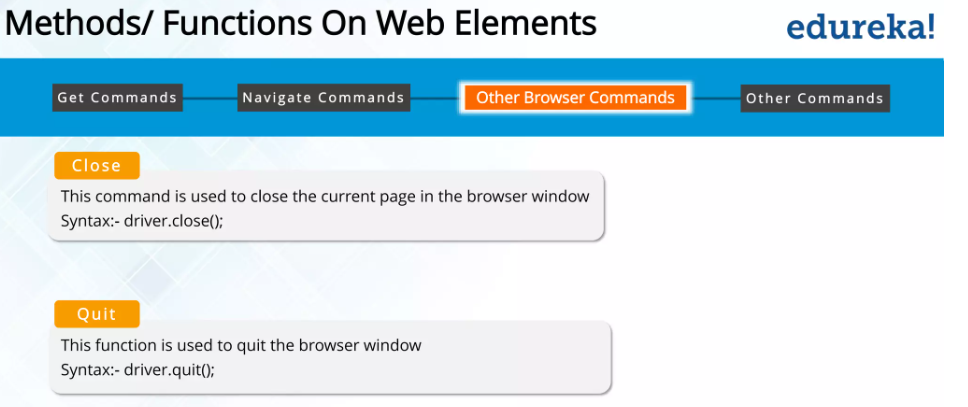 Methods/ Functions On Web Elements
edureka!
Get Commands
Navigate Commands
Other Browser Commands
Other Commands
Close
This command is used to close the current page in the browser window
Syntax:- driver.close();
Quit
This function is used to quit the browser window
Syntax:- driver.quit();